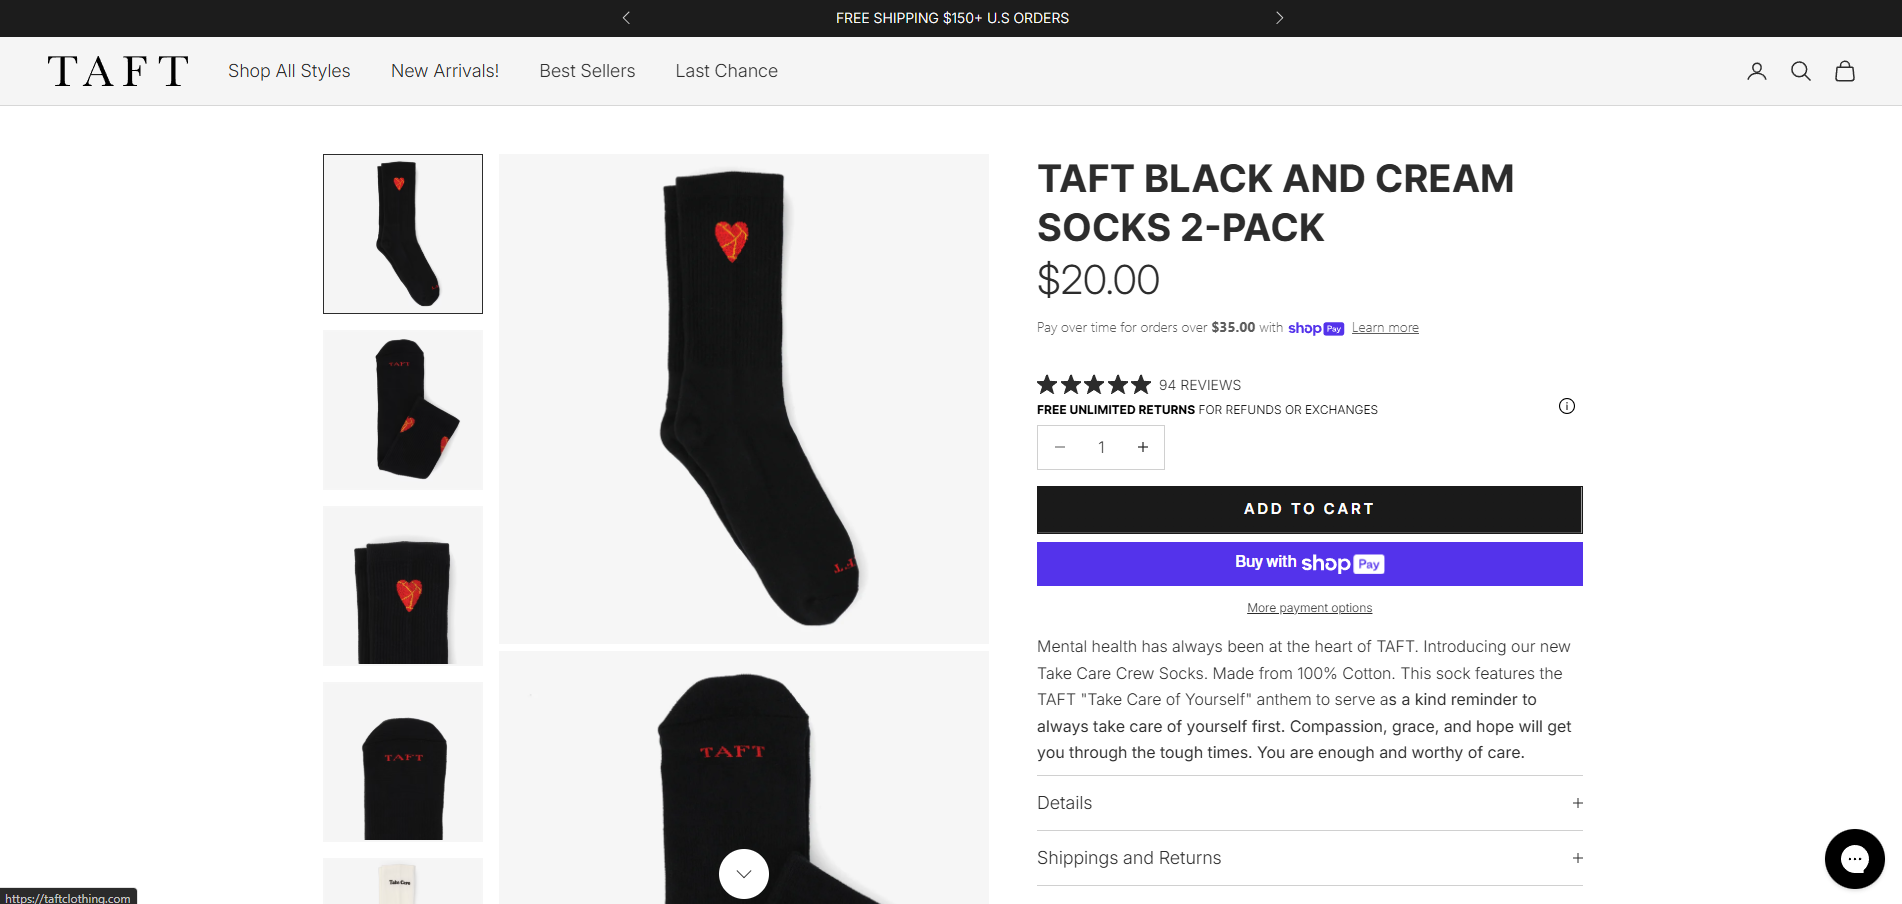 FREE SHIPPING $150+ U.S ORDERS
TAFT
Shop All Styles
New Arrivals!
Best Sellers
Last Chance
TAFT BLACK AND CREAM
SOCKS 2-PACK
$20.00
Pay over time for orders over $35.00 with shop Pay Learn more
94 REVIEWS
FREE UNLIMITED RETURNS FOR REFUNDS OR EXCHANGES
1
ADD TO CART
Buy with shop Pay
More payment options
Mental health has always been at the heart of TAFT. Introducing our new
Take Care Crew Socks. Made from 100% Cotton. This sock features the
TAFT "Take Care of Yourself" anthem to serve as a kind reminder to
always take care of yourself first. Compassion, grace, and hope will get
you through the tough times. You are enough and worthy of care.
Details
Shippings and Returns
TAFT
TAFT
Take Care
FT
TAFT
https://taftclothing.com